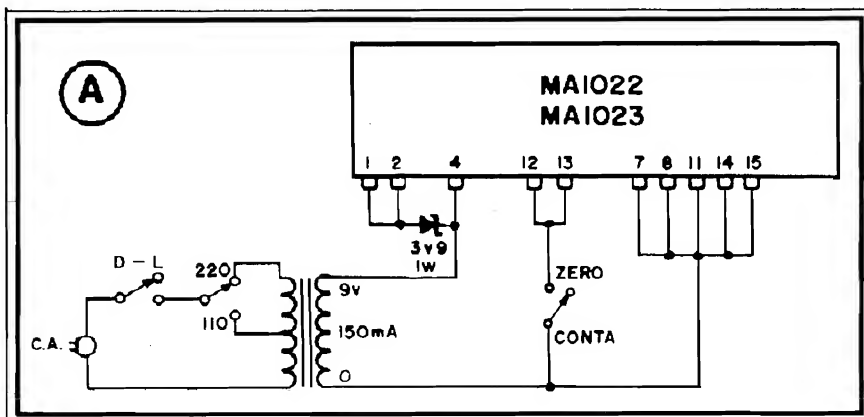 A
MA1022
MA1023
1 2 4 12 13 7 8 11 14 15
3v9
1W
D - L
220
110
C.A.
9V
150mA
0
ZERO
CONTA